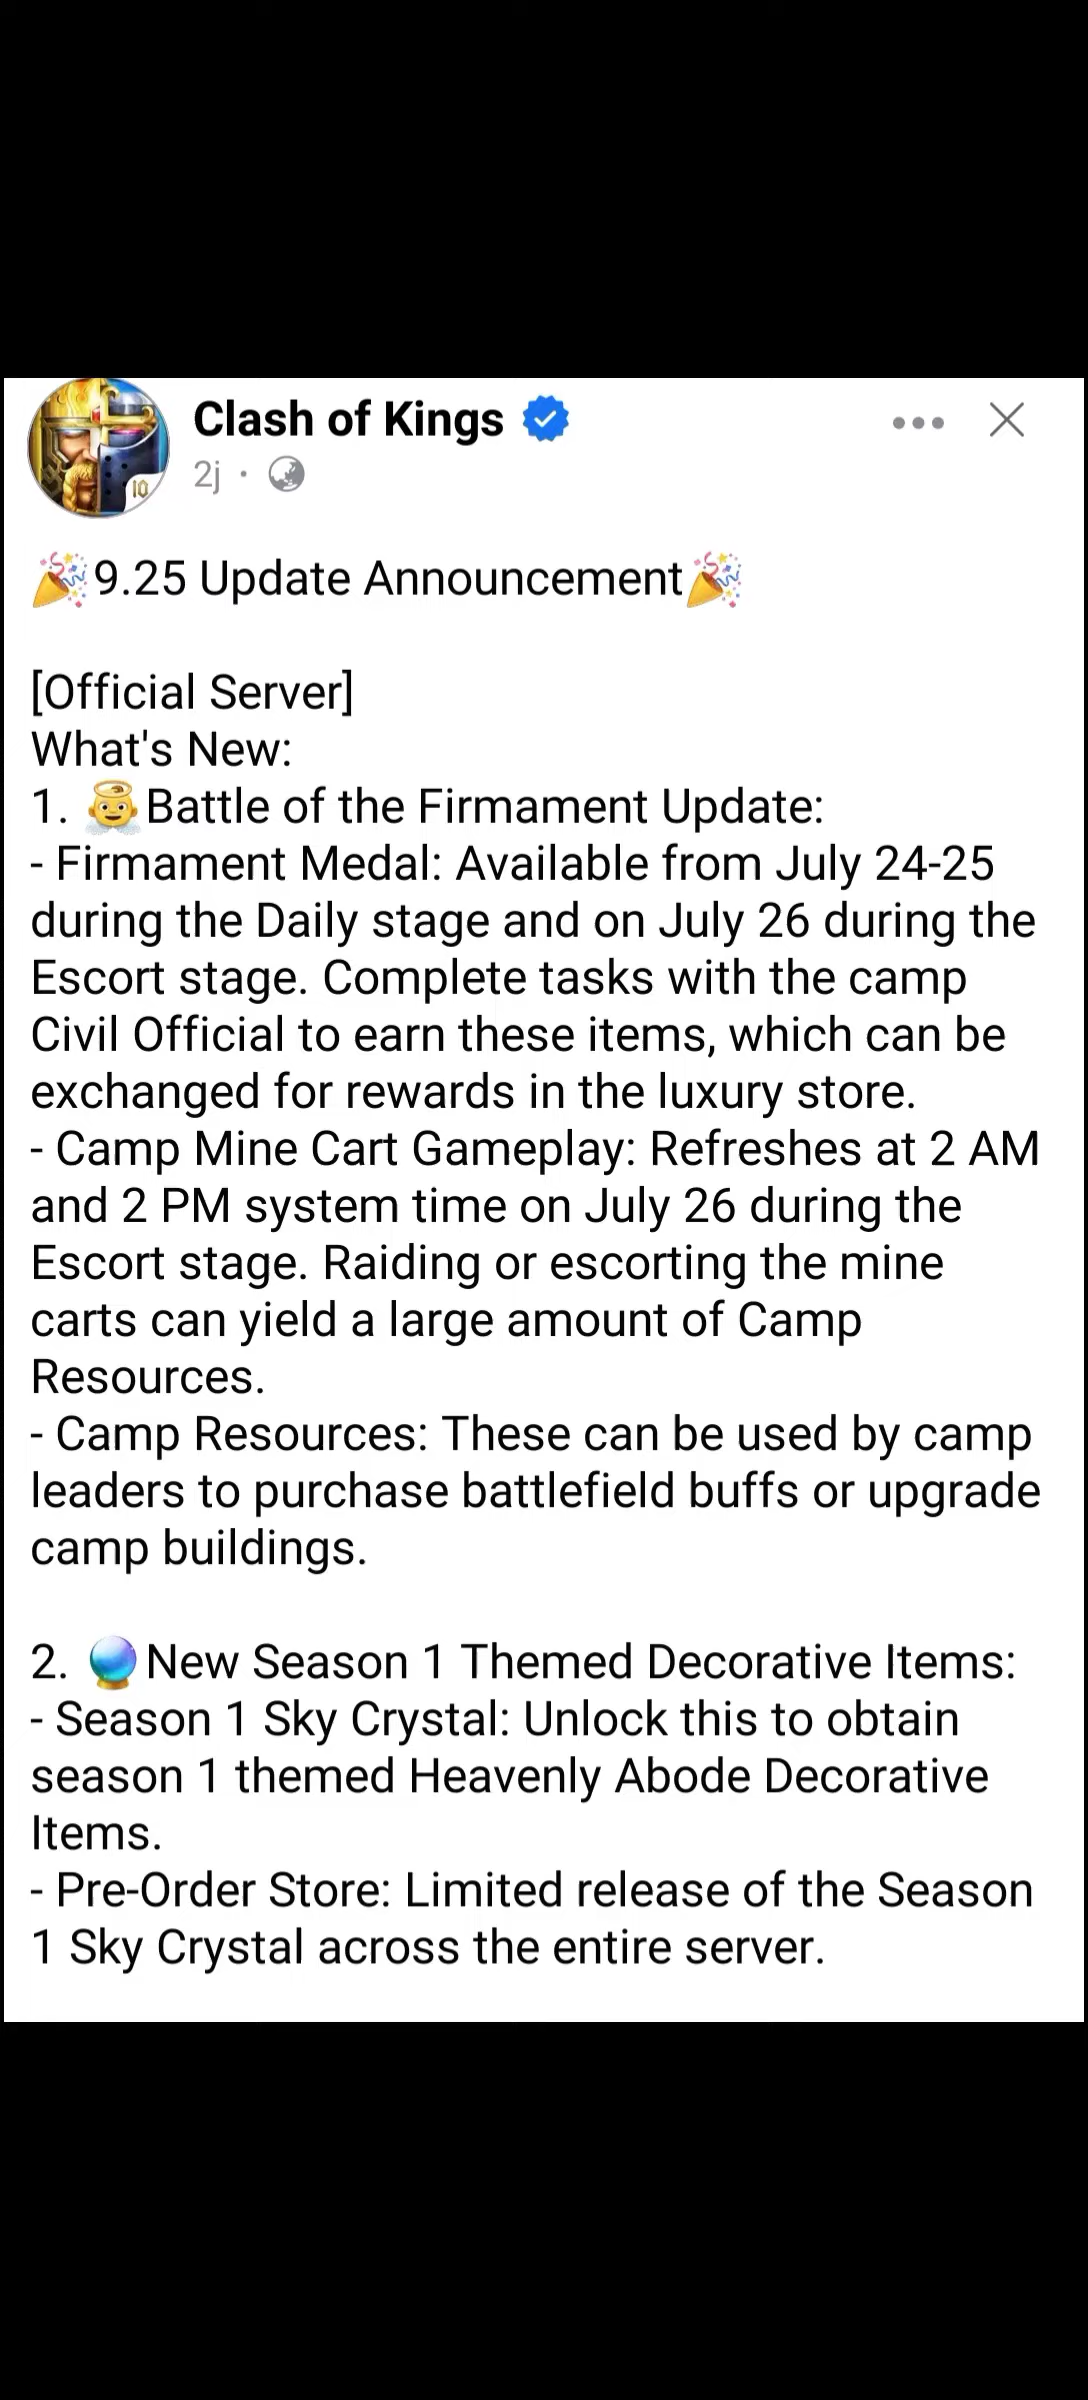 Clash of Kings
2j
10
🎉9.25 Update Announcement🎉
[Official Server]
What's New:
1. 👼Battle of the Firmament Update:
- Firmament Medal: Available from July 24-25
during the Daily stage and on July 26 during the
Escort stage. Complete tasks with the camp
Civil Official to earn these items, which can be
exchanged for rewards in the luxury store.
- Camp Mine Cart Gameplay: Refreshes at 2 AM
and 2 PM system time on July 26 during the
Escort stage. Raiding or escorting the mine
carts can yield a large amount of Camp
Resources.
- Camp Resources: These can be used by camp
leaders to purchase battlefield buffs or upgrade
camp buildings.
2. 🔮New Season 1 Themed Decorative Items:
- Season 1 Sky Crystal: Unlock this to obtain
season 1 themed Heavenly Abode Decorative
Items.
- Pre-Order Store: Limited release of the Season
1 Sky Crystal across the entire server.